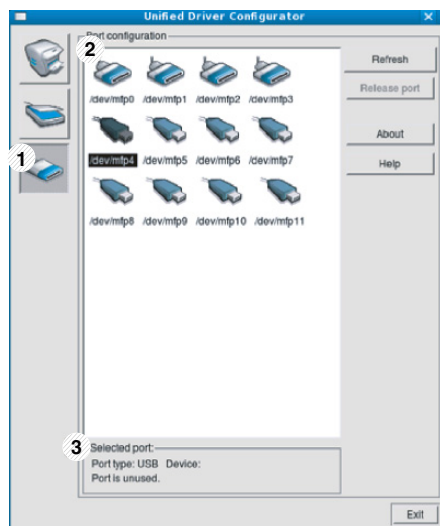 Unified Driver Configurator
2 Port configuration
Refresh
/dev/mfp0 /dev/mfp1 /dev/mfp2 /dev/mfp3
Release port
About
1 /dev/mfp4 /dev/mfp5 /dev/mfp6 /dev/mfp7
Help
/dev/mfp8 /dev/mfp9 /dev/mfp10 /dev/mfp11
3 Selected port:
Port type: USB Device:
Port is unused.
Exit